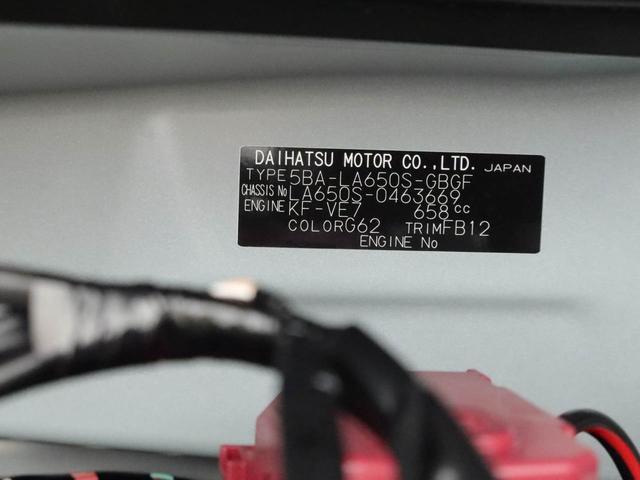 DAIHATSU MOTOR CO.,LTD. JAPAN
TYPE 5BA-LA650S-GBGF
CHASSIS No LA650S-0463669
ENGINE KF-VE7 658cc
COLOR G62 TRIM FB12
ENGINE No